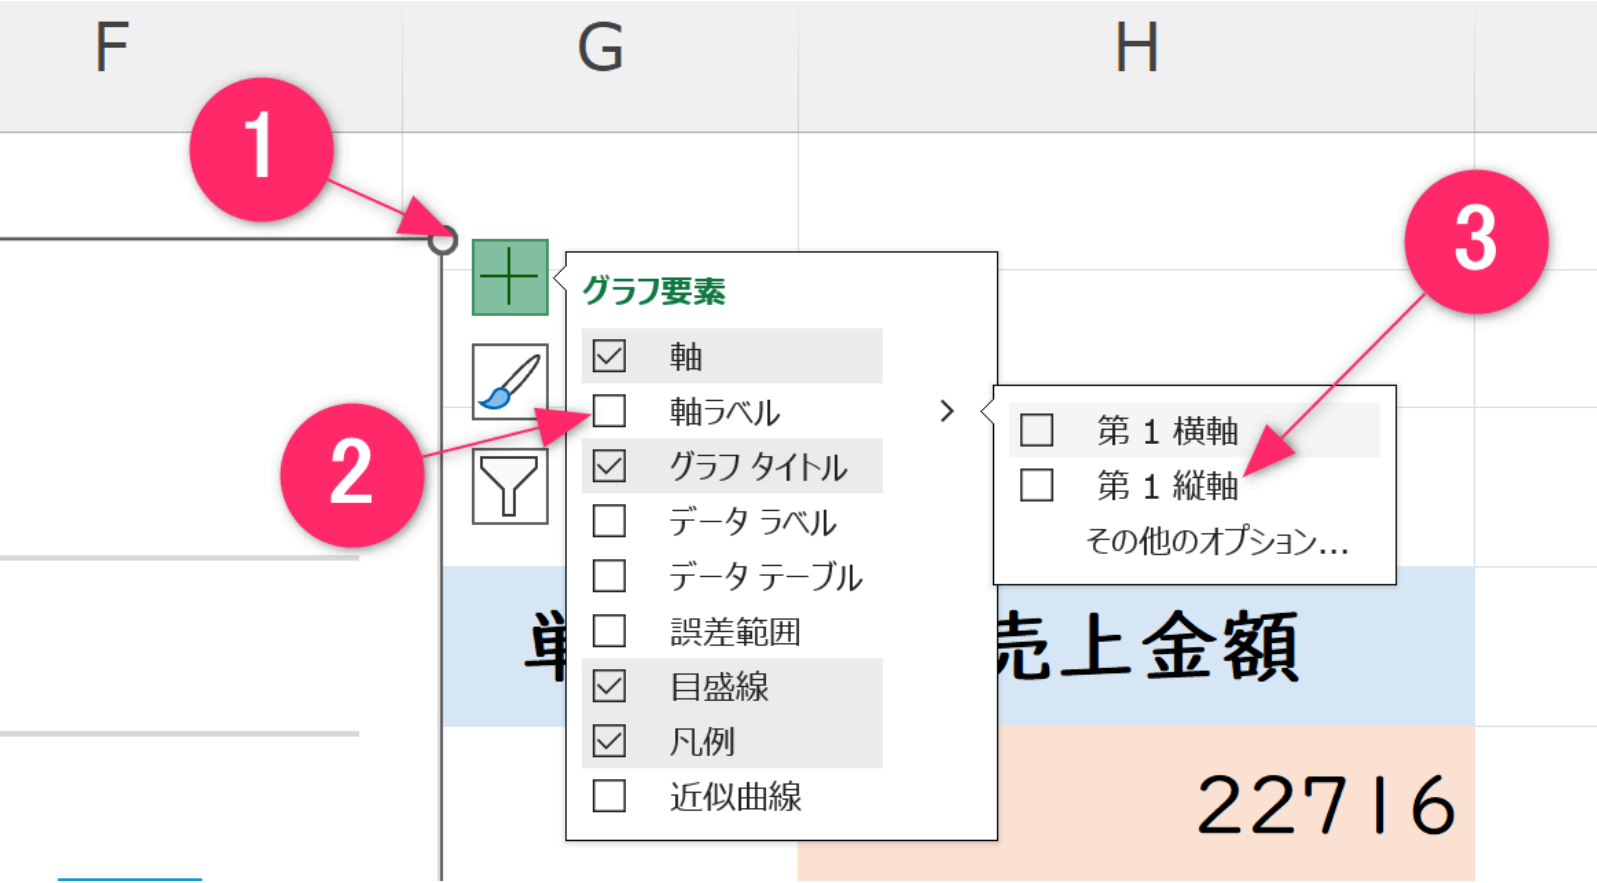 F G H
1
グラフ要素
軸
軸ラベル
グラフ タイトル
データ ラベル
データ テーブル
誤差範囲
目盛線
凡例
近似曲線
2
3
第 1 横軸
第 1 縦軸
その他のオプション...
単
売上金額
22716